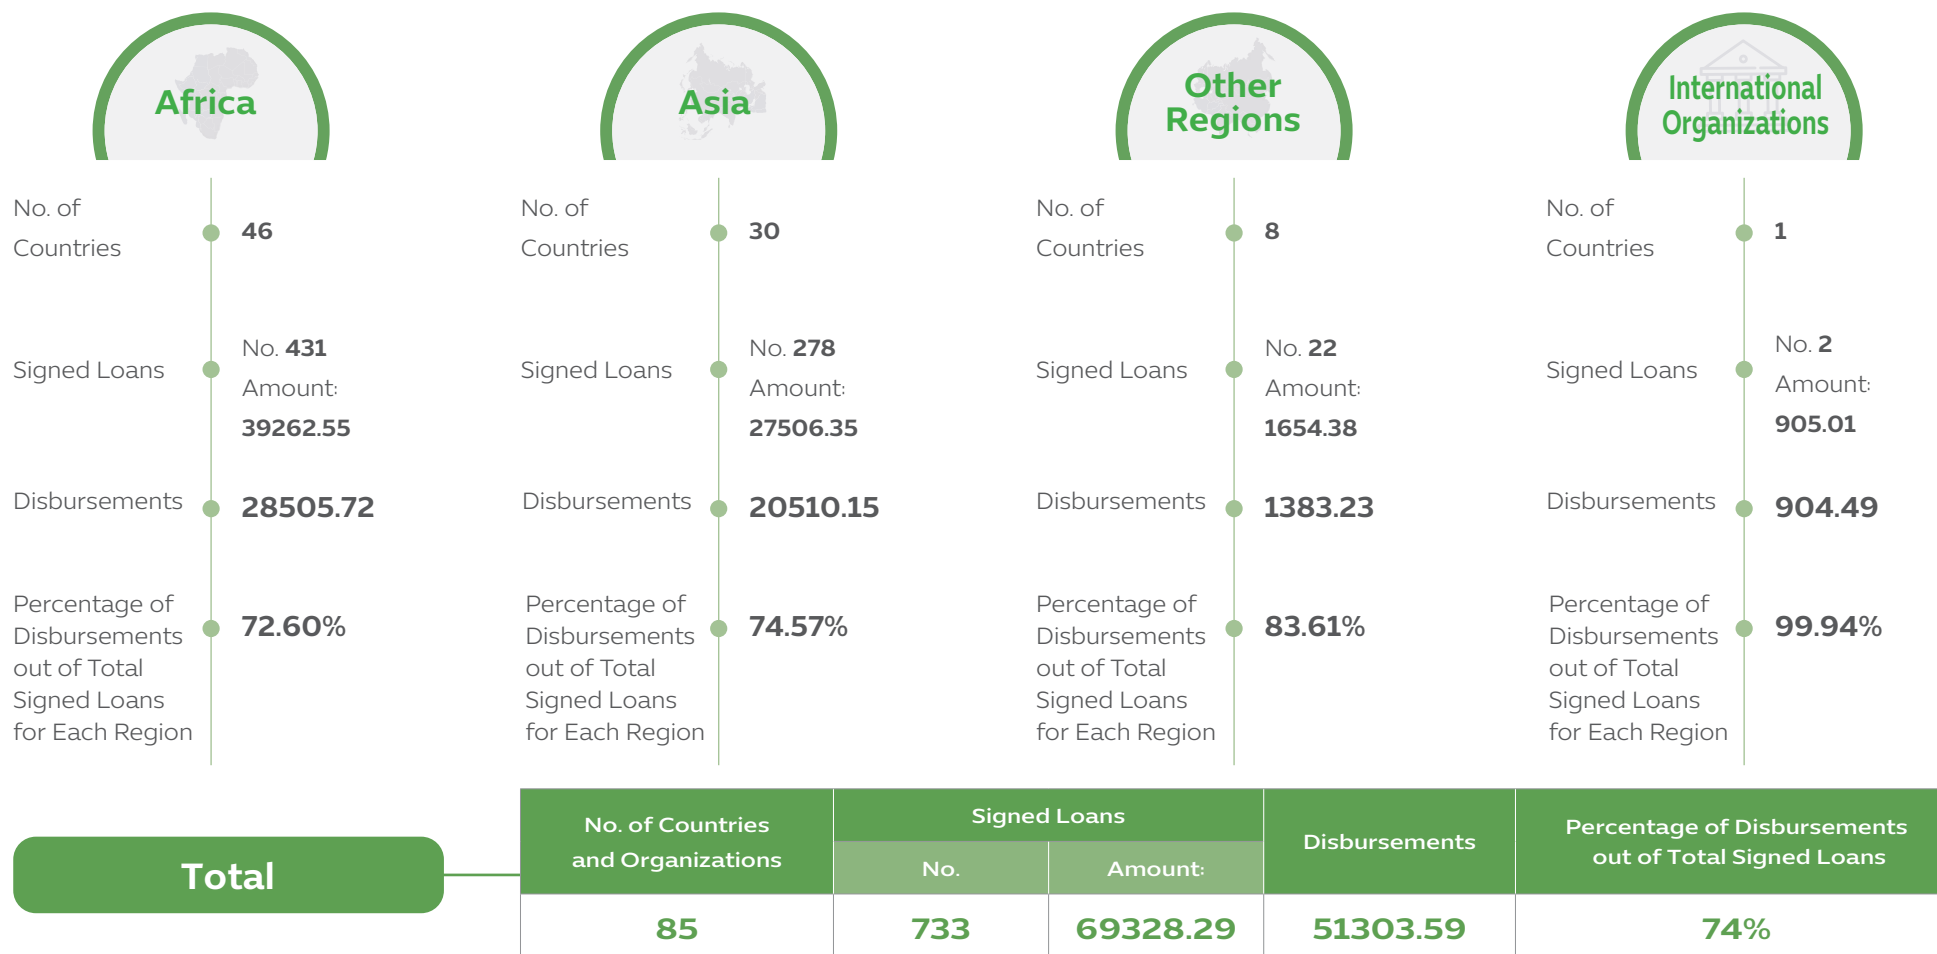 Africa
No. of
Countries
46
Signed Loans
No. 431
Amount:
39262.55
Disbursements
28505.72
Percentage of
Disbursements
out of Total
Signed Loans
for Each Region
72.60%
Asia
No. of
Countries
30
Signed Loans
No. 278
Amount:
27506.35
Disbursements
20510.15
Percentage of
Disbursements
out of Total
Signed Loans
for Each Region
74.57%
Other
Regions
No. of
Countries
8
Signed Loans
No. 22
Amount:
1654.38
Disbursements
1383.23
Percentage of
Disbursements
out of Total
Signed Loans
for Each Region
83.61%
International
Organizations
No. of
Countries
1
Signed Loans
No. 2
Amount:
905.01
Disbursements
904.49
Percentage of
Disbursements
out of Total
Signed Loans
for Each Region
99.94%
Total
No. of Countries
and Organizations
Signed Loans
No.
Amount:
Disbursements
Percentage of Disbursements
out of Total Signed Loans
85
733
69328.29
51303.59
74%